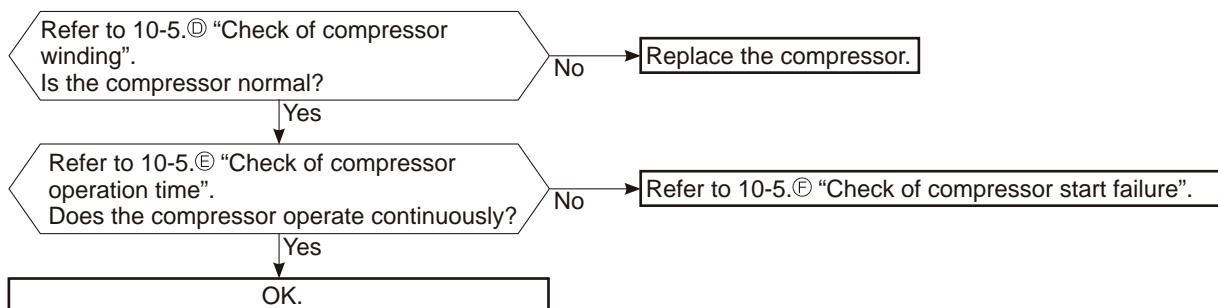 Refer to 10-5.Ⓓ “Check of compressor
winding”.
Is the compressor normal?
No
Replace the compressor.
Yes
Refer to 10-5.Ⓔ “Check of compressor
operation time”.
Does the compressor operate continuously?
No
Refer to 10-5.Ⓕ “Check of compressor start failure”.
Yes
OK.